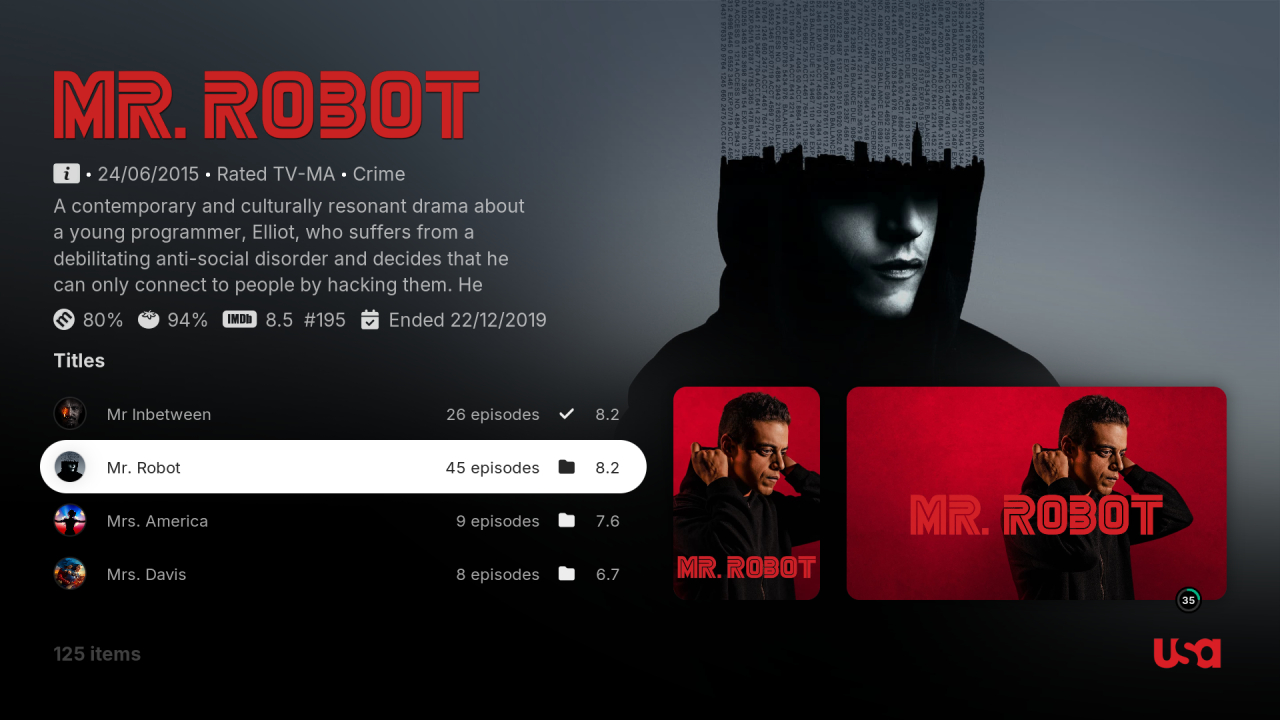 MR. ROBOT
i • 24/06/2015 • Rated TV-MA • Crime
A contemporary and culturally resonant drama about
a young programmer, Elliot, who suffers from a
debilitating anti-social disorder and decides that he
can only connect to people by hacking them. He
80% 94% IMDb 8.5 #195 Ended 22/12/2019
Titles
Mr Inbetween 26 episodes 8.2
Mr. Robot 45 episodes 8.2
Mrs. America 9 episodes 7.6
Mrs. Davis 8 episodes 6.7
MR. ROBOT
MR. ROBOT
35
125 items
usa